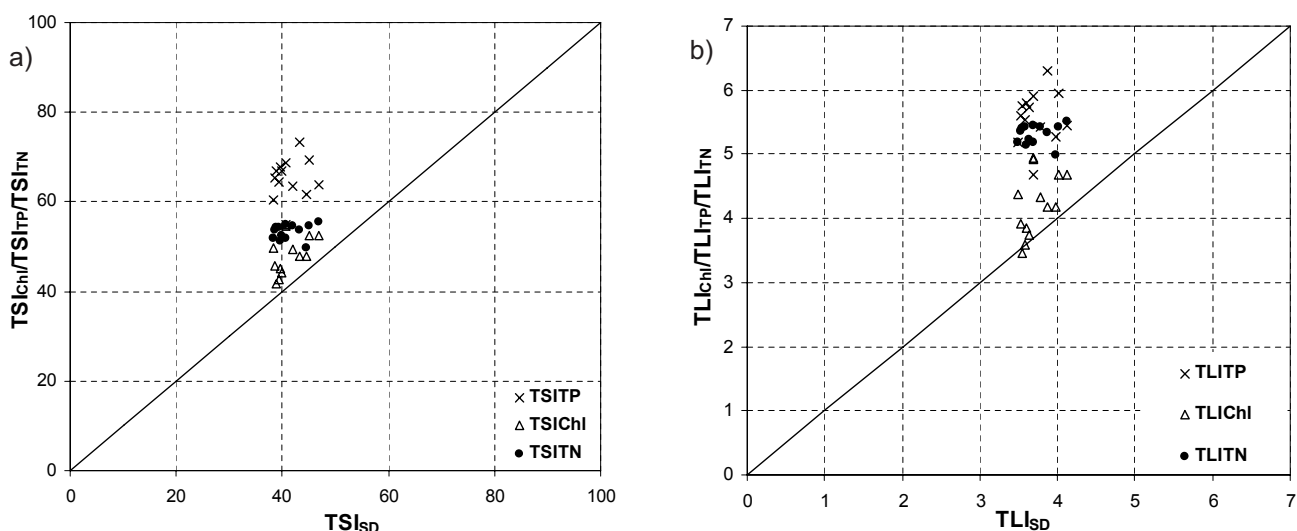 a)
TSIChl/TSITP/TSITN
100
80
60
40
20
0
0 20 40 60 80 100
TSISD
TSITP
TSIChl
TSITN
b)
TLIChl/TLITP/TLITN
7
6
5
4
3
2
1
0
0 1 2 3 4 5 6 7
TLISD
TLITP
TLIChl
TLITN